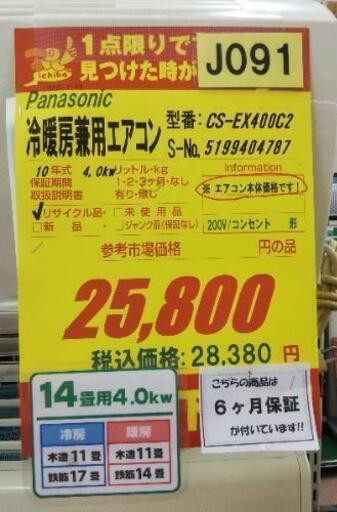 ichiba
1点限りで
見つけた時が
J091
Panasonic
冷暖房兼用エアコン
型番: CS-EX400C2
S-No. 5199404787
10年式 4.0kw リットル・kg
保証期間 1・2・3ヶ月・なし
取扱説明書 有り・無し
Information
※ エアコン本体価格です!
✓リサイクル品・□未使用品
□新品・□ジャンク品(保証なし)
200V/コンセント 形
参考市場価格 円の品
25,800
税込価格: 28,380 円
14畳用4.0kw
冷房
木造11畳
鉄筋17畳
暖房
木造11畳
鉄筋14畳
こちらの商品は
6ヶ月保証
が付いています!!